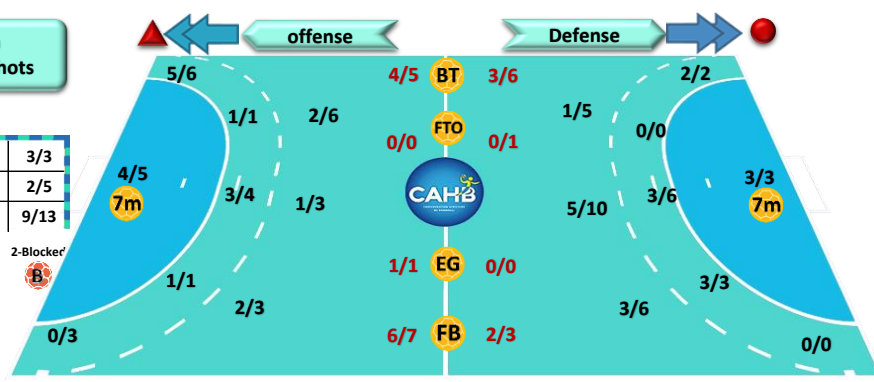 offense
Defense
hots
5/6
4/5
BT
3/6
2/2
1/1
2/6
1/5
FTO
0/0
0/1
0/0
3/3
2/5
9/13
4/5
7m
3/4
1/3
CAHB
5/10
3/6
3/3
7m
2-Blocked
B
1/1
2/3
1/1
EG
0/0
3/3
3/6
0/3
6/7
FB
2/3
0/0